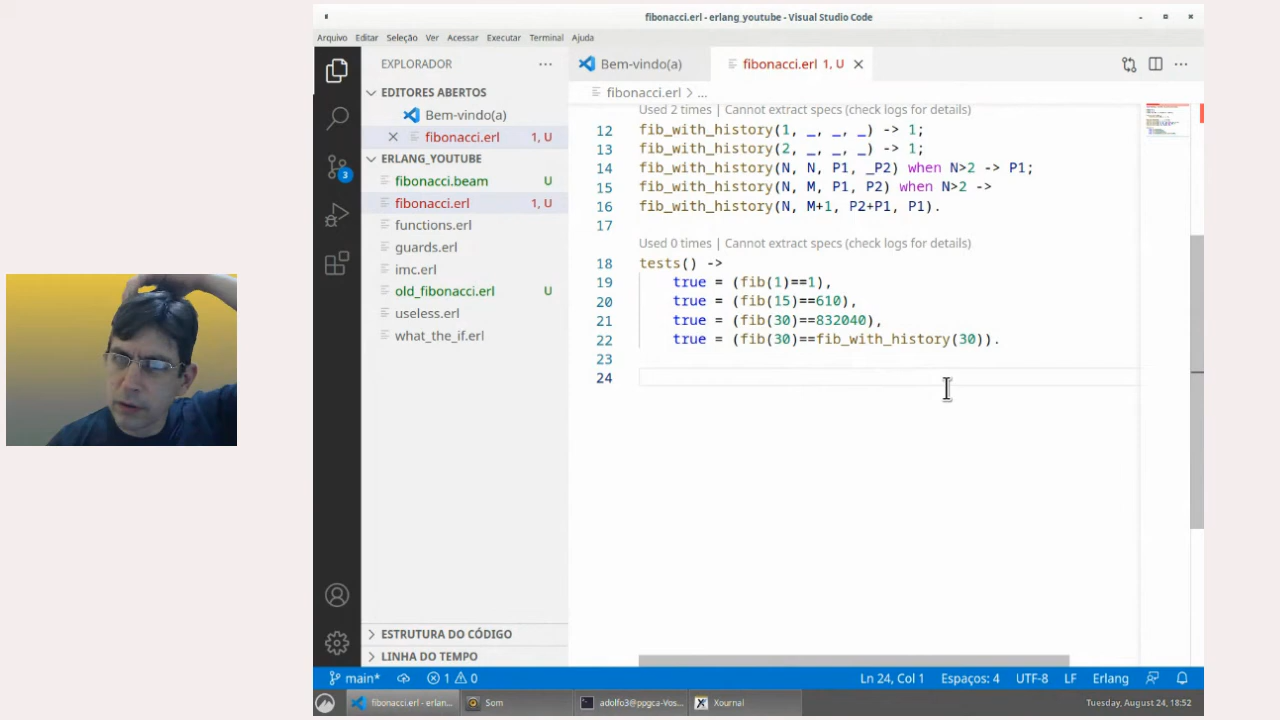 fibonacci.erl - erlang_youtube - Visual Studio Code
Arquivo Editar Seleção Ver Acessar Executar Terminal Ajuda
EXPLORADOR
Bem-vindo(a)
fibonacci.erl 1, U
EDITORES ABERTOS
fibonacci.erl > ...
Bem-vindo(a)
fibonacci.erl 1, U
ERLANG_YOUTUBE
fibonacci.beam U
fibonacci.erl 1, U
functions.erl
guards.erl
imc.erl
old_fibonacci.erl U
useless.erl
what_the_if.erl
3
Used 2 times | Cannot extract specs (check logs for details)
12 fib_with_history(1, _, _, _) -> 1;
13 fib_with_history(2, _, _, _) -> 1;
14 fib_with_history(N, N, P1, _P2) when N>2 -> P1;
15 fib_with_history(N, M, P1, P2) when N>2 ->
16 fib_with_history(N, M+1, P2+P1, P1).
17
Used 0 times | Cannot extract specs (check logs for details)
18 tests() ->
19 true = (fib(1)==1),
20 true = (fib(15)==610),
21 true = (fib(30)==832040),
22 true = (fib(30)==fib_with_history(30)).
23
24
ESTRUTURA DO CÓDIGO
LINHA DO TEMPO
main* 1 0 Ln 24, Col 1 Espaços: 4 UTF-8 LF Erlang
fibonacci.erl - erlan... Som adolfo3@ppgca-Vos... Xournal Tuesday, August 24, 18:52